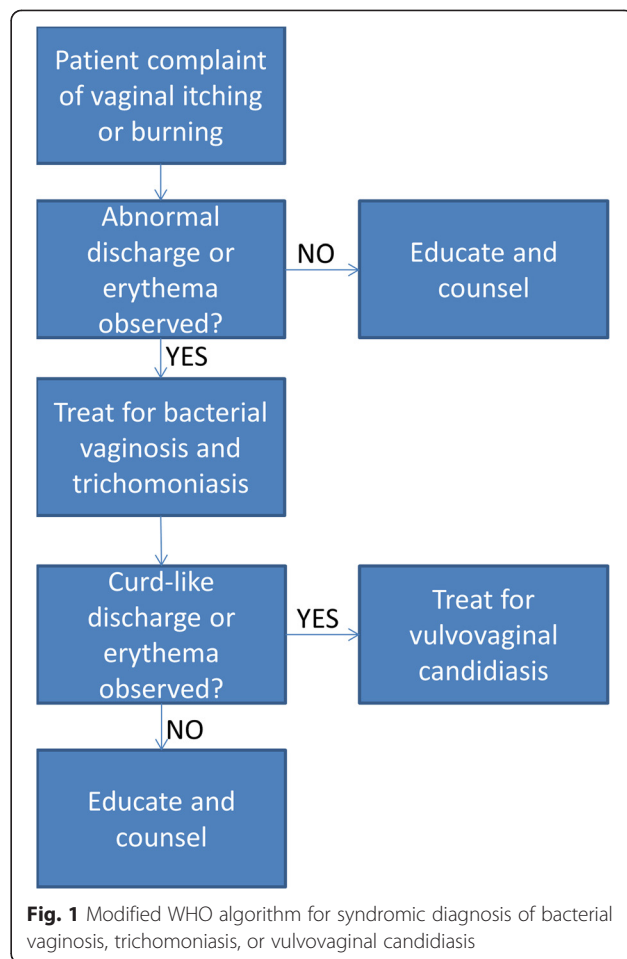 Patient complaint
of vaginal itching
or burning
Abnormal
discharge or
erythema
observed?
NO
Educate and
counsel
YES
Treat for bacterial
vaginosis and
trichomoniasis
Curd-like
discharge or
erythema
observed?
YES
Treat for
vulvovaginal
candidiasis
NO
Educate and
counsel
Fig. 1 Modified WHO algorithm for syndromic diagnosis of bacterial
vaginosis, trichomoniasis, or vulvovaginal candidiasis